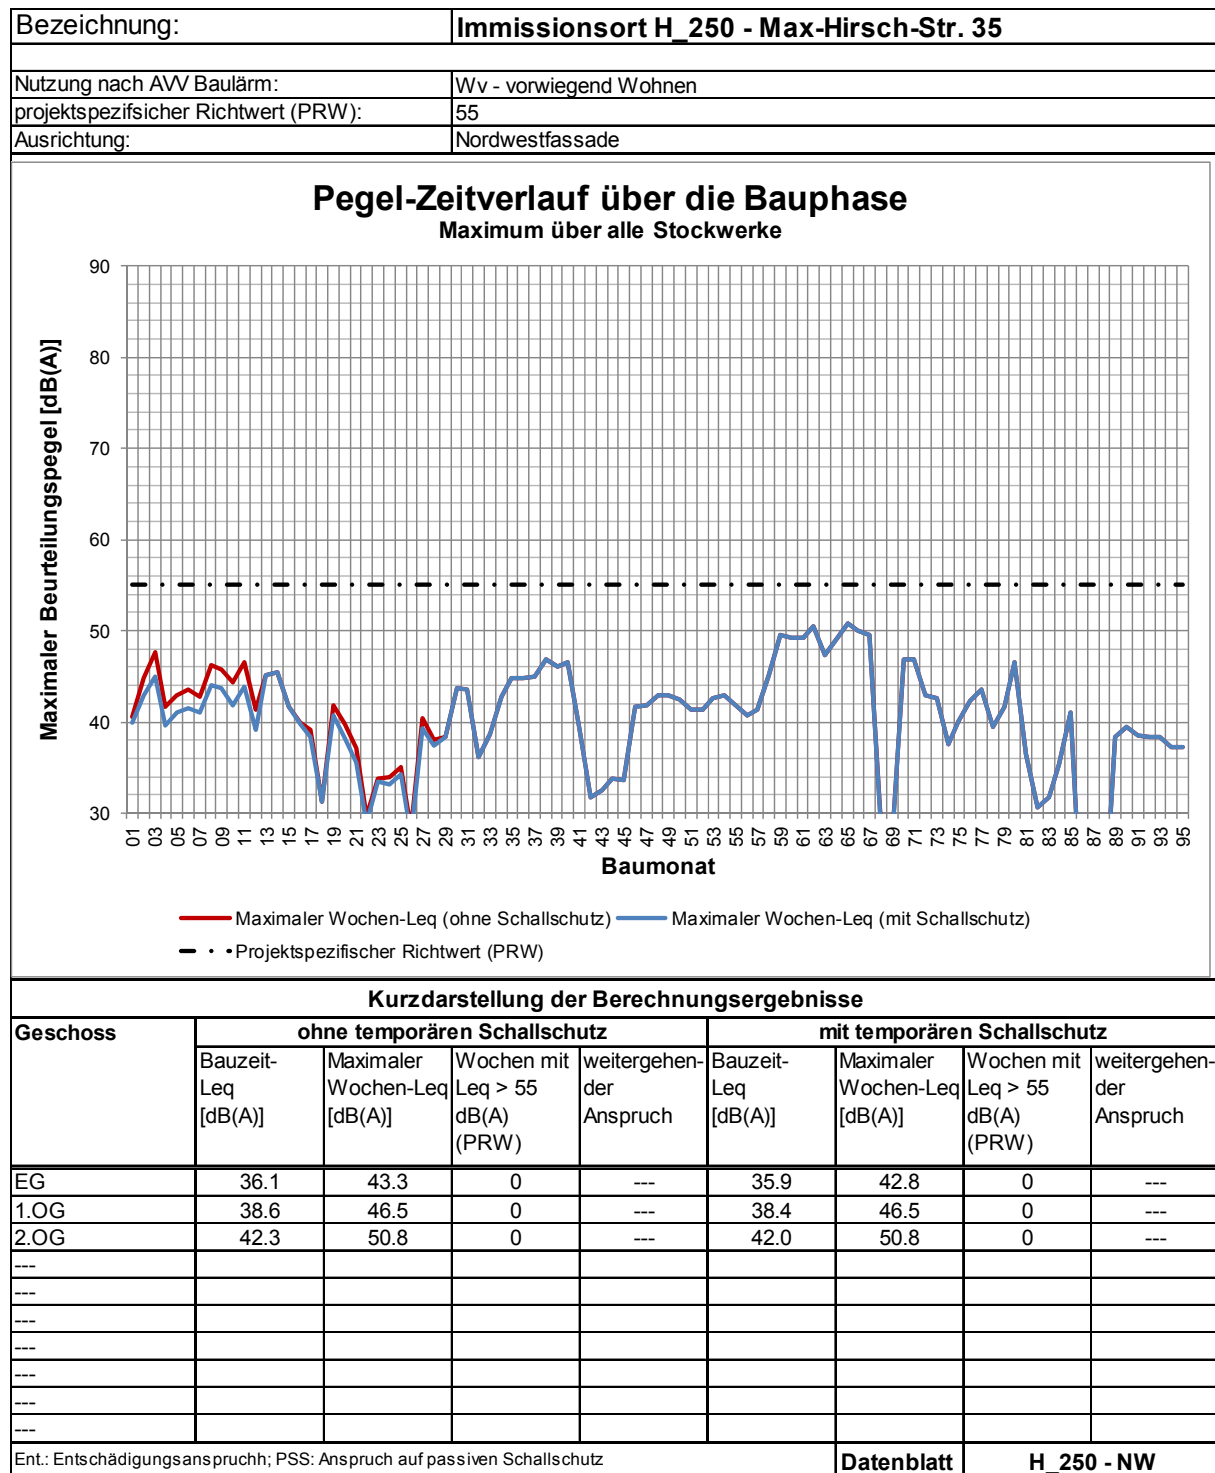 Bezeichnung: Immissionsort H_250 - Max-Hirsch-Str. 35
Nutzung nach AVV Baulärm: Wv - vorwiegend Wohnen
projektspezifsicher Richtwert (PRW): 55
Ausrichtung: Nordwestfassade
Pegel-Zeitverlauf über die Bauphase
Maximum über alle Stockwerke
Maximaler Beurteilungspegel [dB(A)]
90
80
70
60
50
40
30
01 03 05 07 09 11 13 15 17 19 21 23 25 27 29 31 33 35 37 39 41 43 45 47 49 51 53 55 57 59 61 63 65 67 69 71 73 75 77 79 81 83 85 87 89 91 93 95
Baumonat
Maximaler Wochen-Leq (ohne Schallschutz) Maximaler Wochen-Leq (mit Schallschutz)
Projektspezifischer Richtwert (PRW)
Kurzdarstellung der Berechnungsergebnisse
Geschoss ohne temporären Schallschutz mit temporären Schallschutz
Bauzeit- Maximaler Wochen mit weitergehen- Bauzeit- Maximaler Wochen mit weitergehen-
Leq Wochen-Leq Leq > 55 der Leq Wochen-Leq Leq > 55 der
[dB(A)] [dB(A)] dB(A) Anspruch [dB(A)] [dB(A)] dB(A) Anspruch
(PRW) (PRW)
EG 36.1 43.3 0 --- 35.9 42.8 0 ---
1.OG 38.6 46.5 0 --- 38.4 46.5 0 ---
2.OG 42.3 50.8 0 --- 42.0 50.8 0 ---
---
---
---
---
---
---
---
Ent.: Entschädigungsanspruchh; PSS: Anspruch auf passiven Schallschutz Datenblatt H_250 - NW